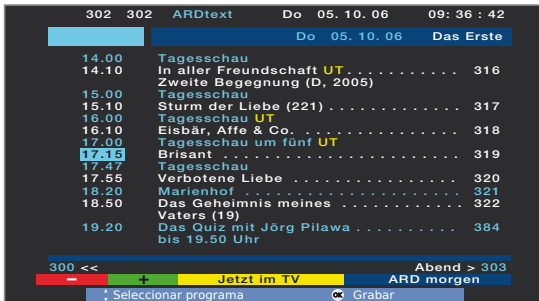 302 302 ARDtext Do 05. 10. 06 09: 36 : 42
Do 05. 10. 06 Das Erste
14.00 Tagesschau
14.10 In aller Freundschaft UT . . . . . . . . . . . 316
Zweite Begegnung (D, 2005)
15.00 Tagesschau
15.10 Sturm der Liebe (221) . . . . . . . . . . . . 317
16.00 Tagesschau UT
16.10 Eisbär, Affe & Co. . . . . . . . . . . . . . . 318
17.00 Tagesschau um fünf UT
17.15 Brisant . . . . . . . . . . . . . . . . . . . . 319
17.47 Tagesschau
17.55 Verbotene Liebe . . . . . . . . . . . . . . . 320
18.20 Marienhof . . . . . . . . . . . . . . . . . . 321
18.50 Das Geheimnis meines . . . . . . . . . . 322
Vaters (19)
19.20 Das Quiz mit Jörg Pilawa . . . . . . . . . 384
bis 19.50 Uhr
300 << Abend > 303
− + Jetzt im TV ARD morgen
Seleccionar programa OK Grabar